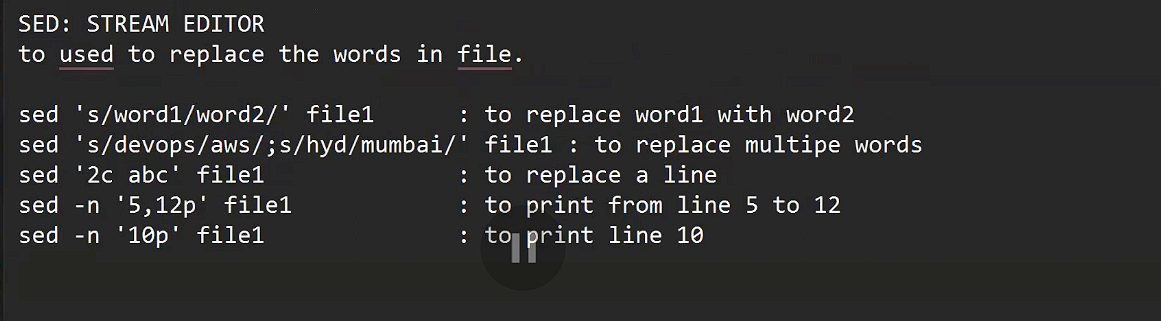 SED: STREAM EDITOR
to used to replace the words in file.
sed 's/word1/word2/' file1 : to replace word1 with word2
sed 's/devops/aws/;s/hyd/mumbai/' file1 : to replace multipe words
sed '2c abc' file1 : to replace a line
sed -n '5,12p' file1 : to print from line 5 to 12
sed -n '10p' file1 : to print line 10